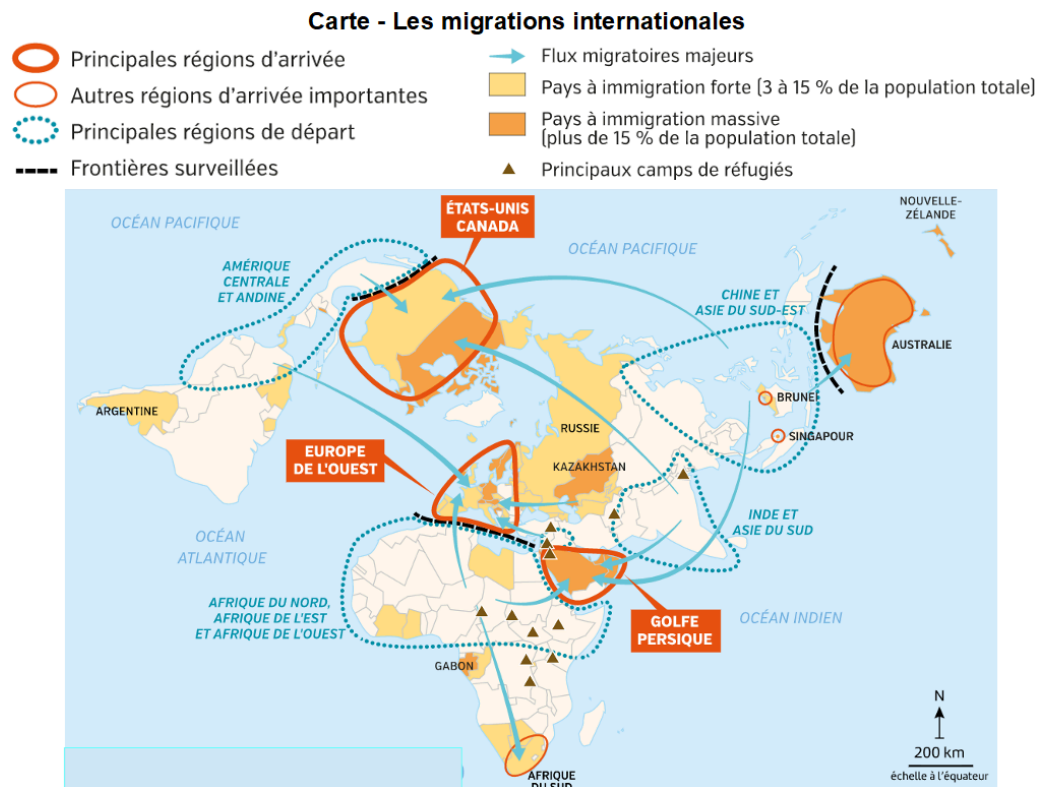 Carte - Les migrations internationales
Principales régions d'arrivée
Autres régions d'arrivée importantes
Principales régions de départ
Frontières surveillées
Flux migratoires majeurs
Pays à immigration forte (3 à 15 % de la population totale)
Pays à immigration massive
(plus de 15 % de la population totale)
Principaux camps de réfugiés
OCÉAN PACIFIQUE
ÉTATS-UNIS
CANADA
OCÉAN PACIFIQUE
NOUVELLE-
ZÉLANDE
AMÉRIQUE
CENTRALE
ET ANDINE
CHINE ET
ASIE DU SUD-EST
AUSTRALIE
ARGENTINE
BRUNEI
RUSSIE
SINGAPOUR
EUROPE
DE L'OUEST
KAZAKHSTAN
INDE ET
ASIE DU SUD
OCÉAN
ATLANTIQUE
AFRIQUE DU NORD,
AFRIQUE DE L'EST
ET AFRIQUE DE L'OUEST
GOLFE
PERSIQUE
OCÉAN INDIEN
GABON
N
200 km
échelle à l'équateur
AFRIQUE
DU SUD